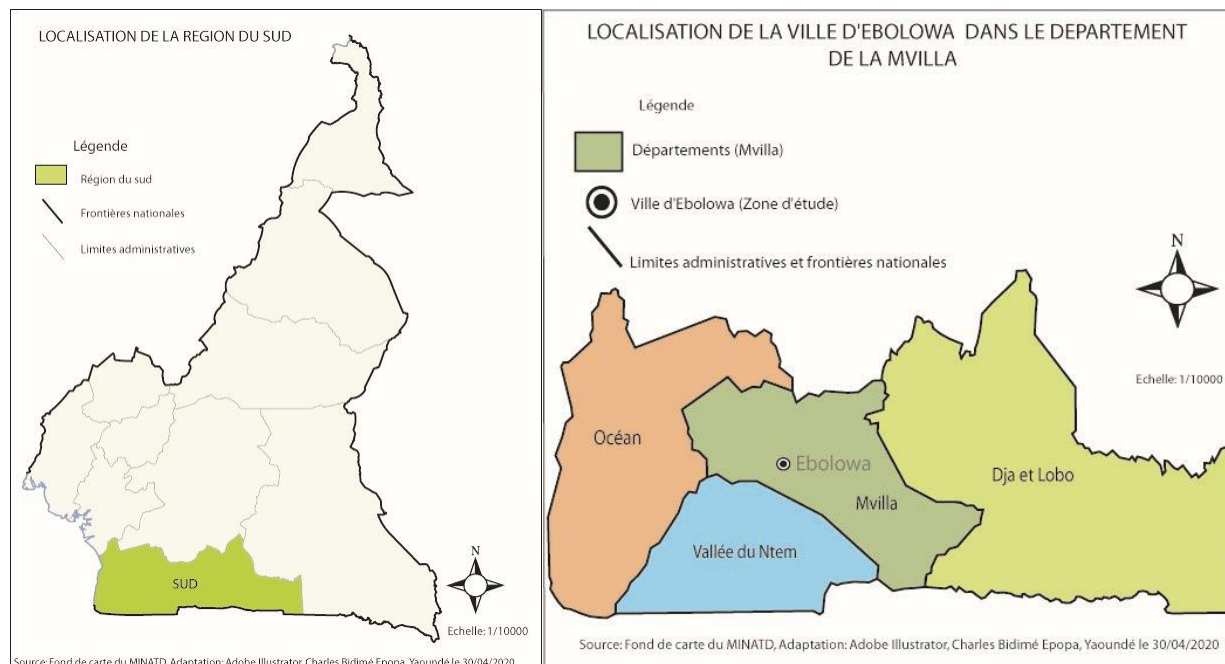 LOCALISATION DE LA REGION DU SUD
Légende
Région du sud
Frontières nationales
Limites administratives
SUD
N
Echelle: 1/10000
Source: Fond de carte du MINATD, Adaptation: Adobe Illustrator, Charles Bidimé Epopa, Yaoundé le 30/04/2020
LOCALISATION DE LA VILLE D'EBOLOWA DANS LE DEPARTEMENT
DE LA MVILLA
Légende
Départements (Mvilla)
Ville d'Ebolowa (Zone d'étude)
Limites administratives et frontières nationales
N
Echelle: 1/10000
Océan
Ebolowa
Mvilla
Dja et Lobo
Vallée du Ntem
Source: Fond de carte du MINATD, Adaptation: Adobe Illustrator, Charles Bidimé Epopa, Yaoundé le 30/04/2020